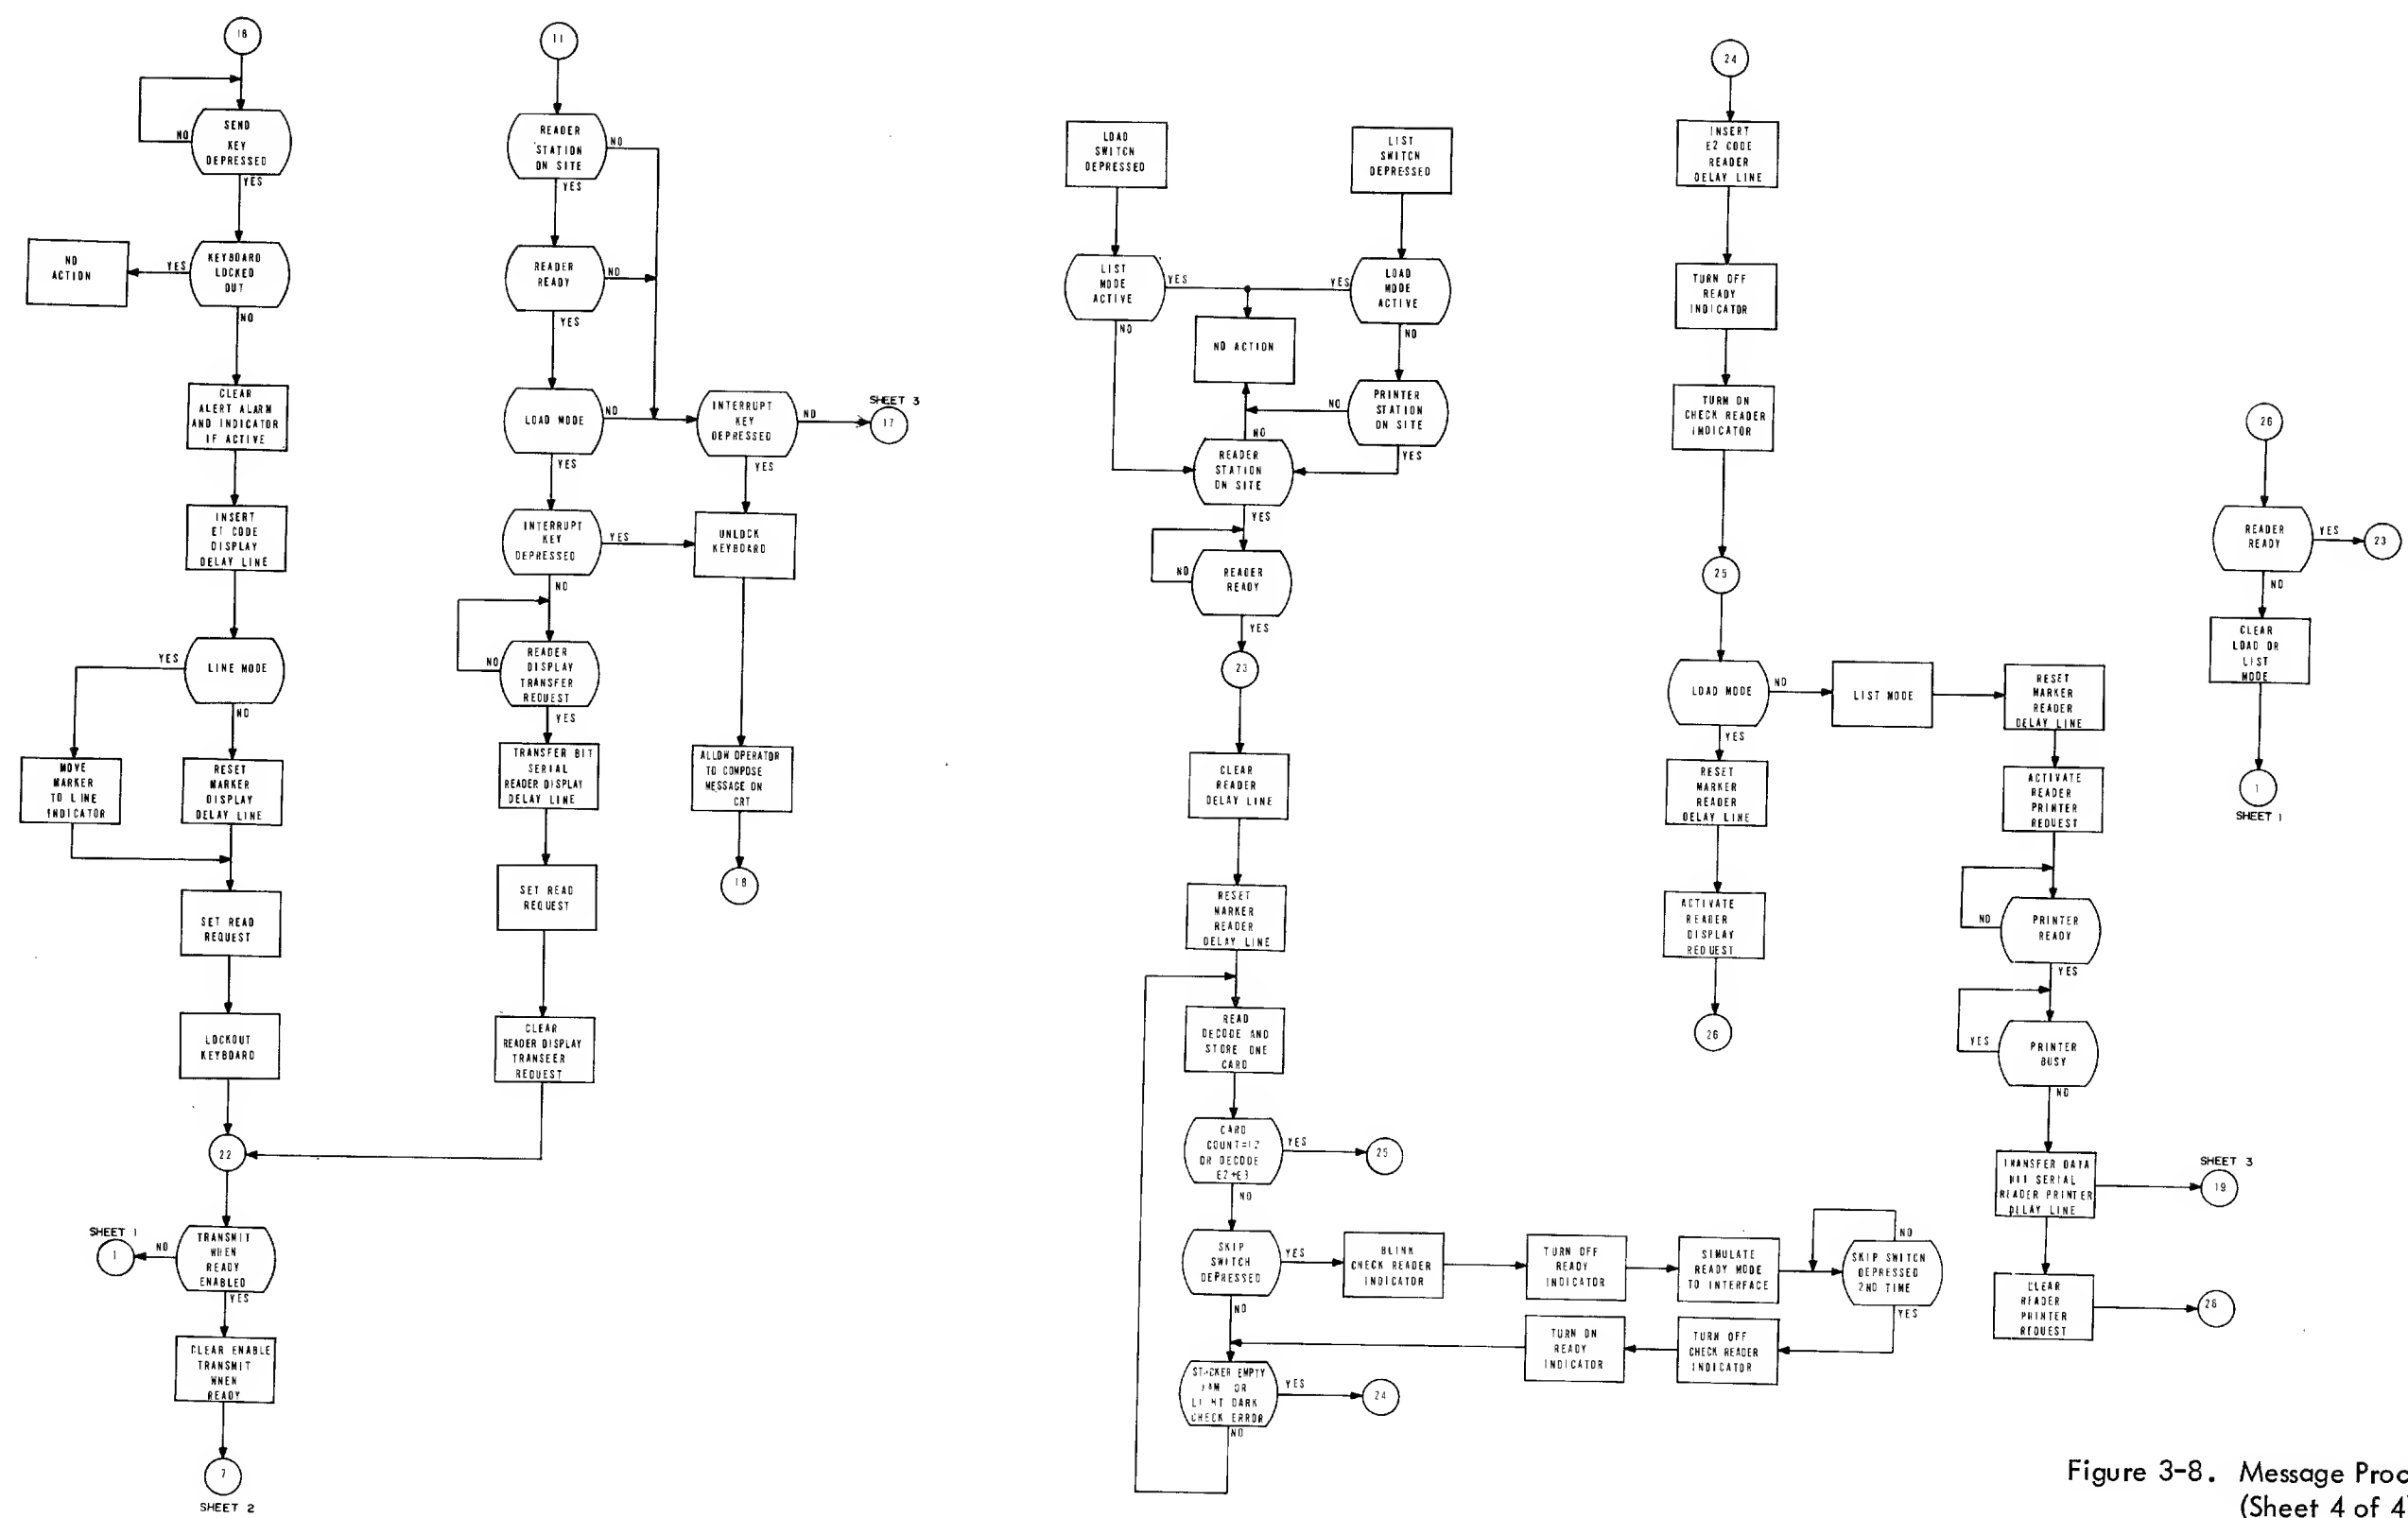 18
SEND
KEY
DEPRESSED
NO
YES
KEYBOARD
LOCKED
OUT
YES
NO
ACTION
NO
CLEAR
ALERT ALARM
AND INDICATOR
IF ACTIVE
INSERT
E1 CODE
DISPLAY
DELAY LINE
LINE MODE
YES
NO
MOVE
MARKER
TO LINE
INDICATOR
RESET
MARKER
DISPLAY
DELAY LINE
SET READ
REQUEST
LOCKOUT
KEYBOARD
22
TRANSMIT
WHEN
READY
ENABLED
NO
SHEET 1
1
YES
CLEAR ENABLE
TRANSMIT
WHEN
READY
7
SHEET 2
11
READER
STATION
ON SITE
NO
YES
READER
READY
NO
YES
LOAD MODE
NO
YES
INTERRUPT
KEY
DEPRESSED
NO
SHEET 3
17
YES
INTERRUPT
KEY
DEPRESSED
YES
NO
UNLOCK
KEYBOARD
READER
DISPLAY
TRANSFER
REQUEST
NO
YES
TRANSFER BIT
SERIAL
READER DISPLAY
DELAY LINE
ALLOW OPERATOR
TO COMPOSE
MESSAGE ON
CRT
18
SET READ
REQUEST
CLEAR
READER DISPLAY
TRANSFER
REQUEST
LOAD
SWITCH
DEPRESSED
LIST
SWITCH
DEPRESSED
LIST
MODE
ACTIVE
YES
NO
LOAD
MODE
ACTIVE
YES
NO
NO ACTION
PRINTER
STATION
ON SITE
NO
YES
READER
STATION
ON SITE
NO
YES
READER
READY
NO
YES
23
CLEAR
READER
DELAY LINE
RESET
MARKER
READER
DELAY LINE
READ
DECODE AND
STORE ONE
CARD
CARD
COUNT=12
OR DECODE
E2+E3
YES
25
NO
SKIP
SWITCH
DEPRESSED
YES
NO
BLINK
CHECK READER
INDICATOR
TURN OFF
READY
INDICATOR
SIMULATE
READY MODE
TO INTERFACE
SKIP SWITCH
DEPRESSED
2ND TIME
NO
YES
TURN OFF
CHECK READER
INDICATOR
TURN ON
READY
INDICATOR
STACKER EMPTY
JAM OR
LIGHT DARK
CHECK ERROR
YES
24
NO
24
INSERT
E2 CODE
READER
DELAY LINE
TURN OFF
READY
INDICATOR
TURN ON
CHECK READER
INDICATOR
25
LOAD MODE
NO
YES
LIST MODE
RESET
MARKER
READER
DELAY LINE
RESET
MARKER
READER
DELAY LINE
ACTIVATE
READER
DISPLAY
REQUEST
26
ACTIVATE
READER
PRINTER
REQUEST
PRINTER
READY
NO
YES
PRINTER
BUSY
YES
NO
TRANSFER DATA
BIT SERIAL
READER PRINTER
DELAY LINE
SHEET 3
19
CLEAR
READER
PRINTER
REQUEST
26
26
READER
READY
YES
23
NO
CLEAR
LOAD OR
LIST
MODE
1
SHEET 1
Figure 3-8. Message Proc
(Sheet 4 of 4